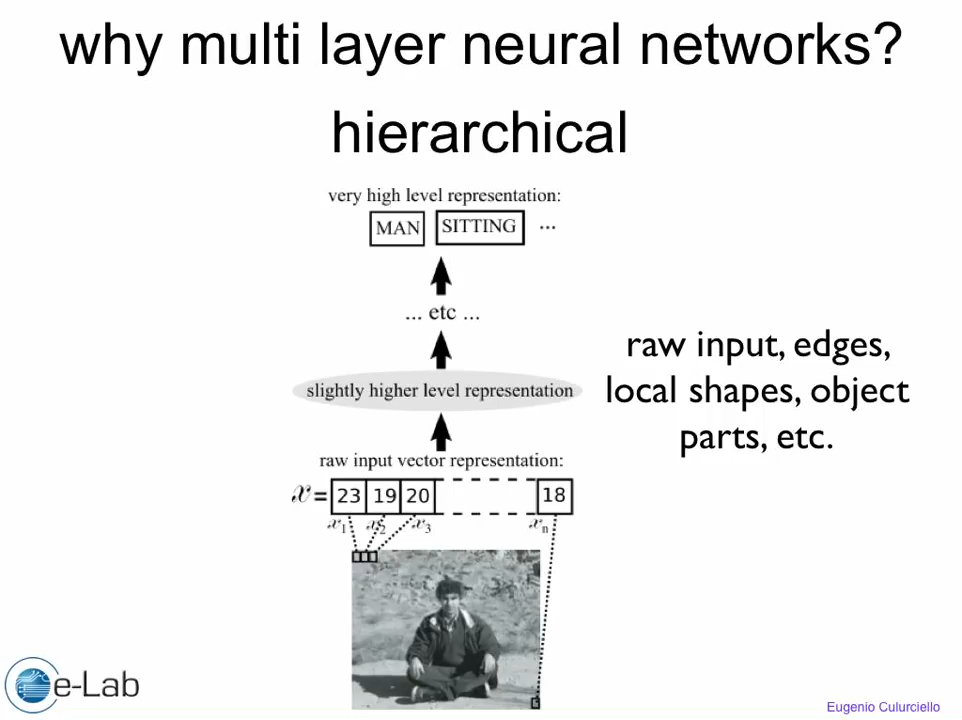 why multi layer neural networks?
hierarchical
very high level representation:
MAN SITTING ...
... etc ...
slightly higher level representation
raw input, edges,
local shapes, object
parts, etc.
raw input vector representation:
x = 23 19 20 18
x1 x2 x3 xn
e-Lab
Eugenio Culurciello